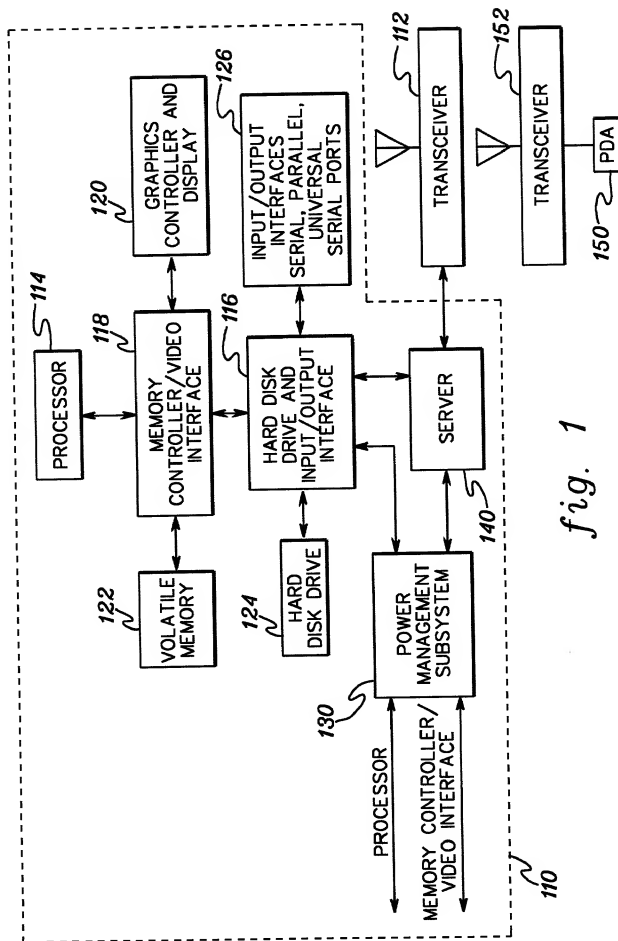 114
PROCESSOR
118
MEMORY
CONTROLLER/VIDEO
INTERFACE
120
GRAPHICS
CONTROLLER AND
DISPLAY
122
VOLATILE
MEMORY
116
HARD DISK
DRIVE AND
INPUT/OUTPUT
INTERFACE
126
INPUT/OUTPUT
INTERFACES
SERIAL, PARALLEL,
UNIVERSAL
SERIAL PORTS
124
HARD
DISK DRIVE
112
TRANSCEIVER
130
POWER
MANAGEMENT
SUBSYSTEM
SERVER
140
152
TRANSCEIVER
PROCESSOR
MEMORY CONTROLLER/
VIDEO INTERFACE
150
PDA
110
fig. 1